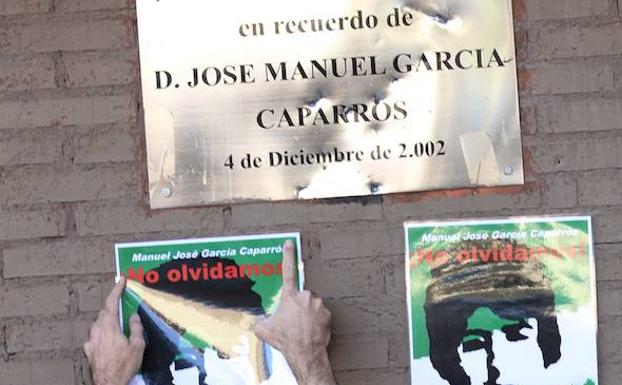 en recuerdo de
D. JOSE MANUEL GARCIA
CAPARROS
4 de Diciembre de 2.002
Manuel José García Caparrós
¡No olvidamos!
Manuel José García Caparrós
¡No olvidamos!